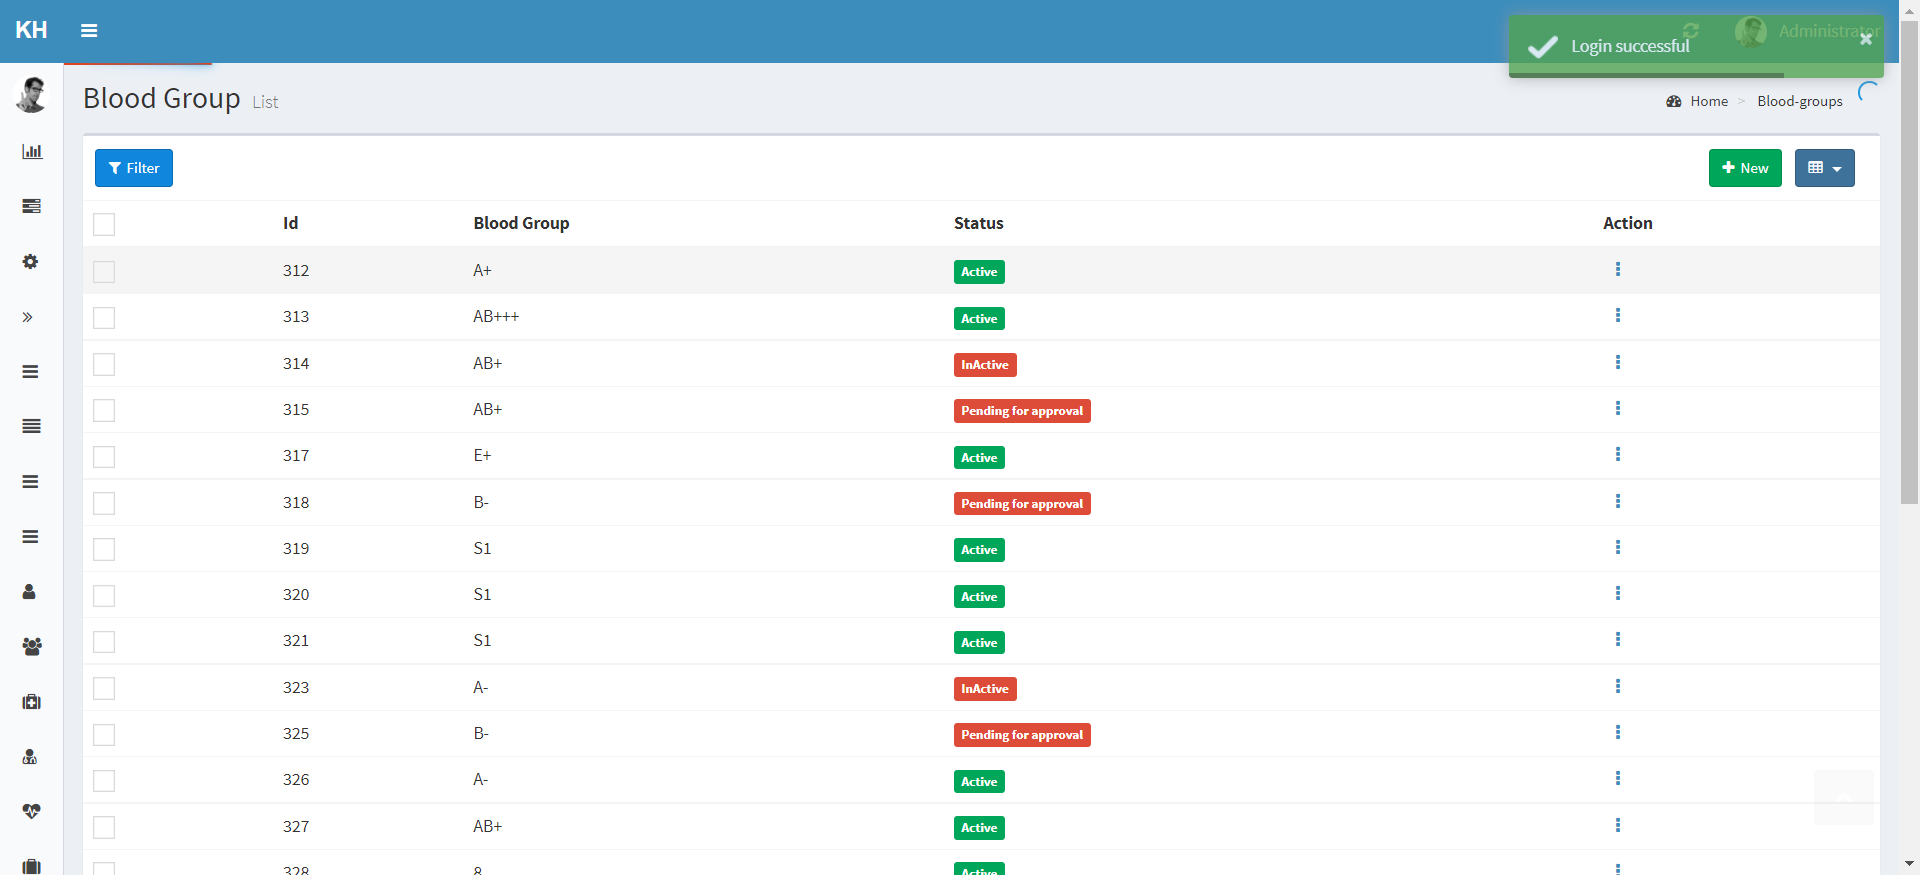 KH
Login successful
Administrator
Blood Group List
Home > Blood-groups
Filter
New
Id Blood Group Status Action
312 A+ Active
313 AB+++ Active
314 AB+ InActive
315 AB+ Pending for approval
317 E+ Active
318 B- Pending for approval
319 S1 Active
320 S1 Active
321 S1 Active
323 A- InActive
325 B- Pending for approval
326 A- Active
327 AB+ Active
328 8 Active